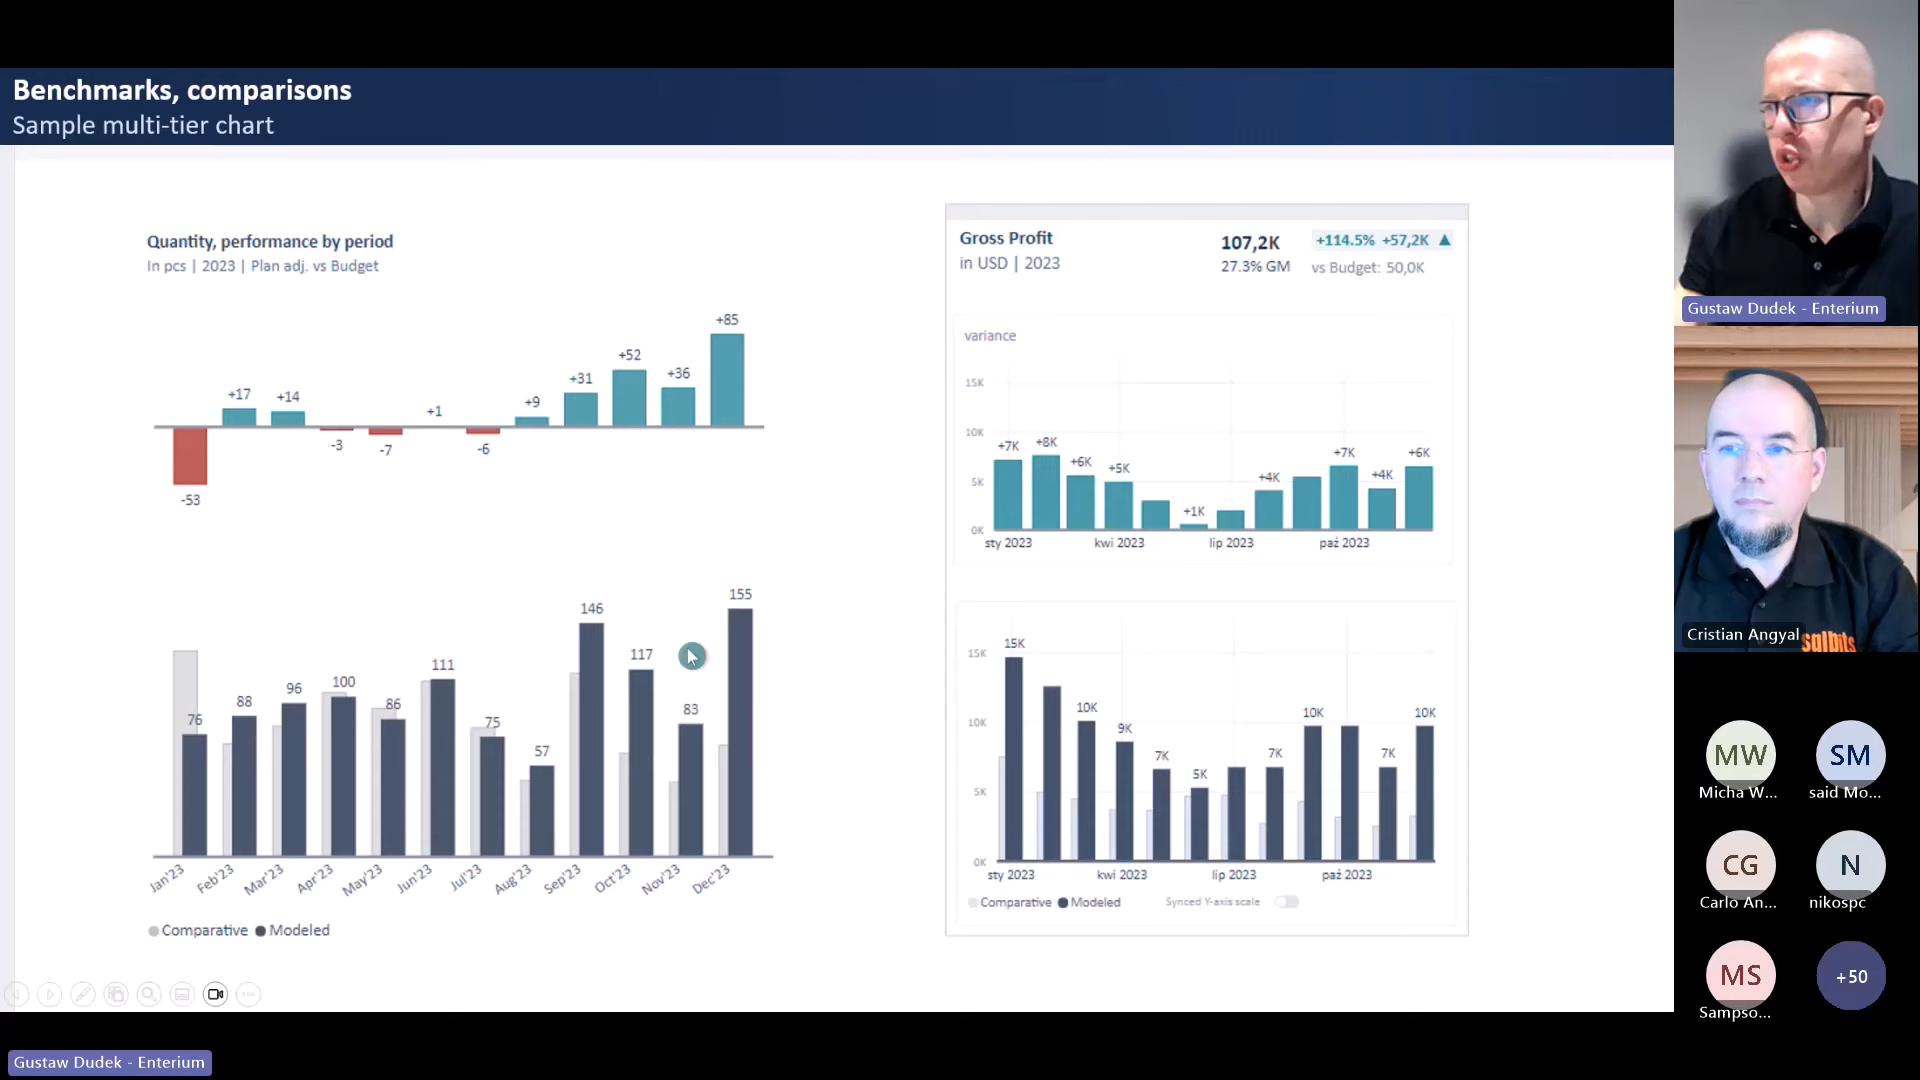 Benchmarks, comparisons
Sample multi-tier chart
Quantity, performance by period
In pcs | 2023 | Plan adj. vs Budget
-53
+17
+14
-3
-7
+1
-6
+9
+31
+52
+36
+85
76
88
96
100
86
111
75
57
146
117
83
155
Jan'23
Feb'23
Mar'23
Apr'23
May'23
Jun'23
Jul'23
Aug'23
Sep'23
Oct'23
Nov'23
Dec'23
Comparative Modeled
Gross Profit
in USD | 2023
107,2K
27.3% GM
+114.5% +57,2K ▲
vs Budget: 50,0K
variance
15K
10K
5K
0K
+7K
+8K
+6K
+5K
+1K
+4K
+7K
+4K
+6K
sty 2023
kwi 2023
lip 2023
paź 2023
15K
10K
5K
0K
15K
10K
9K
7K
5K
7K
10K
7K
10K
sty 2023
kwi 2023
lip 2023
paź 2023
Comparative Modeled
Synced Y-axis scale
Gustaw Dudek - Enterium
Cristian Angyal
sqlbits
MW
Micha W...
SM
said Mo...
CG
Carlo An...
N
nikospc
MS
Sampso...
+50
Gustaw Dudek - Enterium